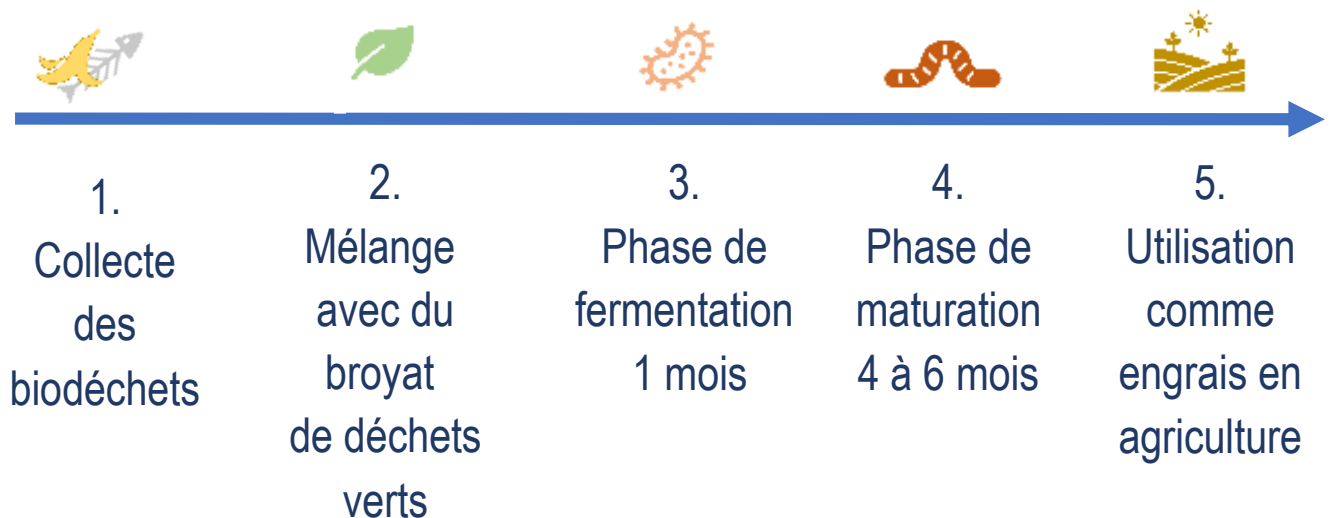 1.
Collecte
des
biodéchets
2.
Mélange
avec du
broyat
de déchets
verts
3.
Phase de
fermentation
1 mois
4.
Phase de
maturation
4 à 6 mois
5.
Utilisation
comme
engrais en
agriculture